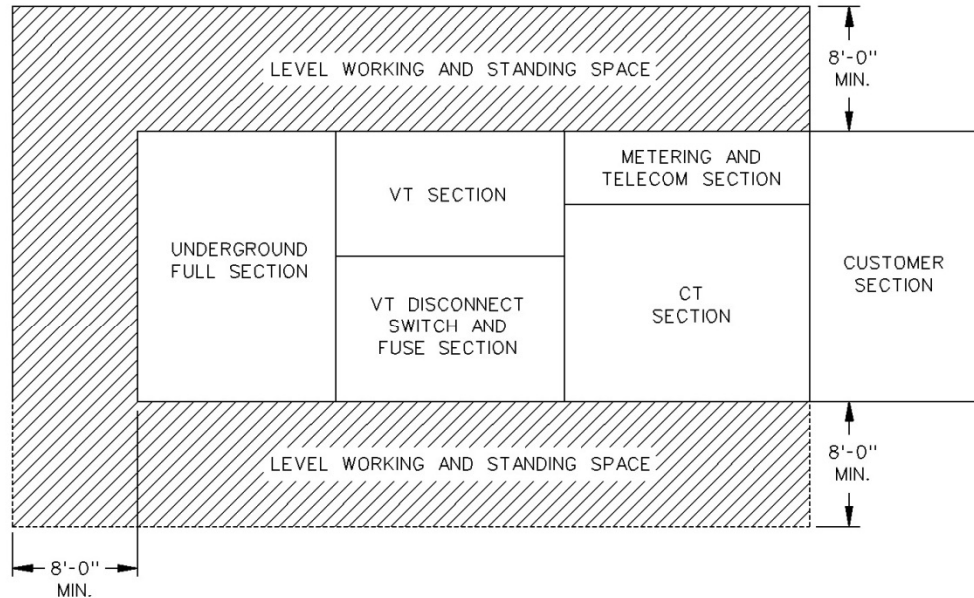 LEVEL WORKING AND STANDING SPACE
8'-0"
MIN.
METERING AND
TELECOM SECTION
VT SECTION
UNDERGROUND
FULL SECTION
CUSTOMER
SECTION
CT
SECTION
VT DISCONNECT
SWITCH AND
FUSE SECTION
LEVEL WORKING AND STANDING SPACE
8'-0"
MIN.
8'-0"
MIN.